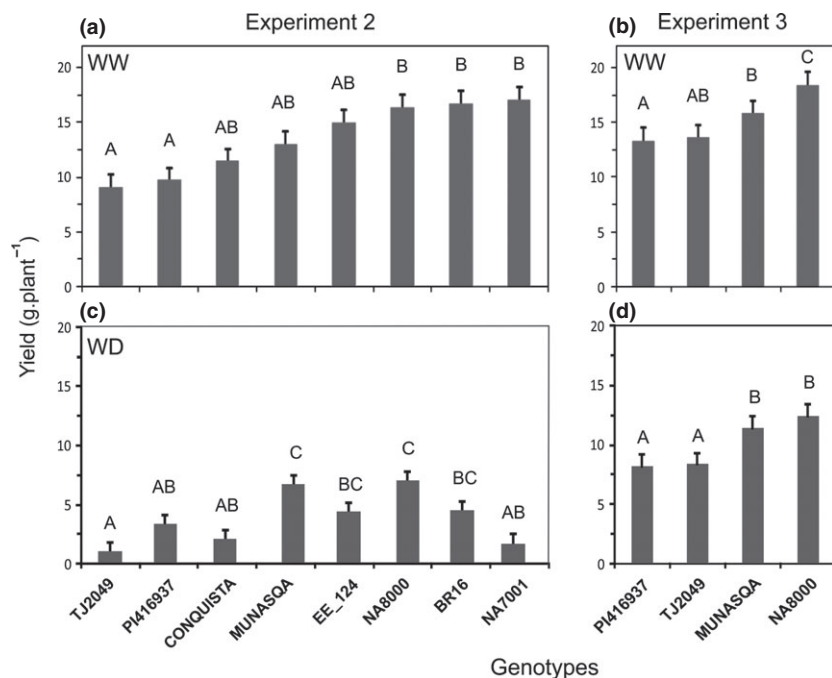 Experiment 2
Experiment 3
(a)
(b)
WW
WW
20
15
10
5
0
A
A
AB
AB
AB
B
B
B
20
15
10
5
0
A
AB
B
C
Yield (g.plant⁻¹)
(c)
(d)
WD
20
15
10
5
0
A
AB
AB
C
BC
C
BC
AB
20
15
10
5
0
A
A
B
B
TJ2049
PI416937
CONQUISTA
MUNASQA
EE_124
NA8000
BR16
NA7001
PI416937
TJ2049
MUNASQA
NA8000
Genotypes